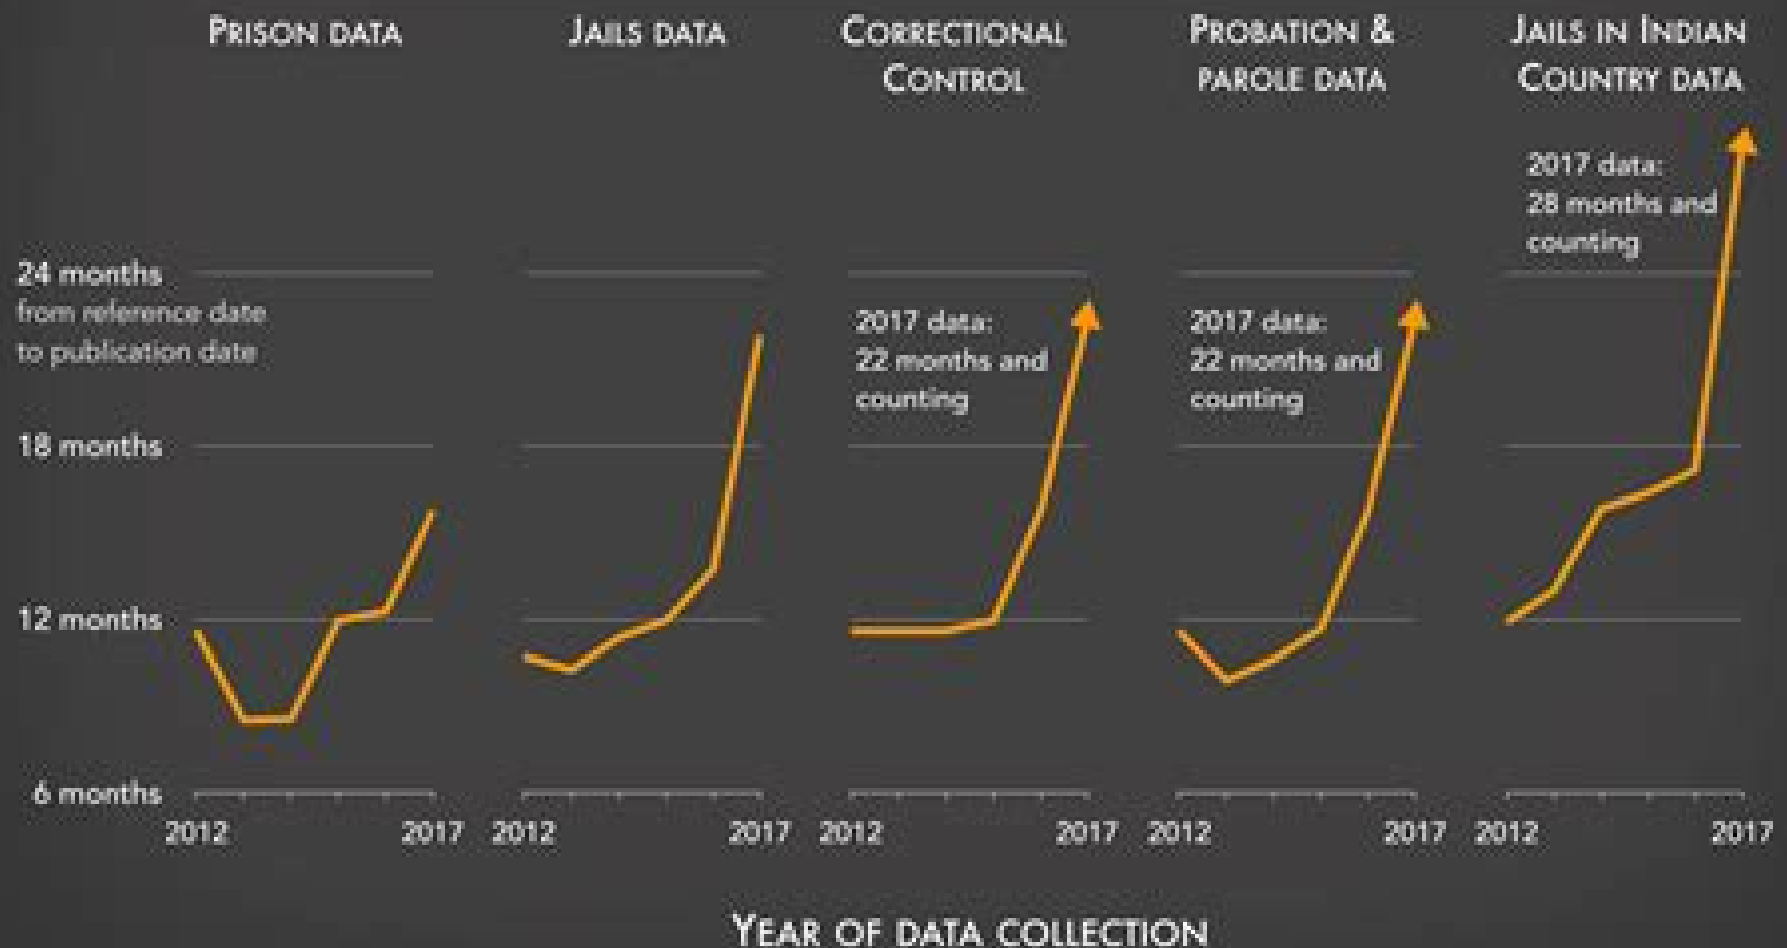 PRISON DATA
JAILS DATA
CORRECTIONAL
CONTROL
PROBATION &
PAROLE DATA
JAILS IN INDIAN
COUNTRY DATA
24 months
from reference date
to publication date
18 months
12 months
6 months
2017 data:
22 months and
counting
2017 data:
22 months and
counting
2017 data:
28 months and
counting
2012 2017 2012 2017 2012 2017 2012 2017 2012 2017
YEAR OF DATA COLLECTION